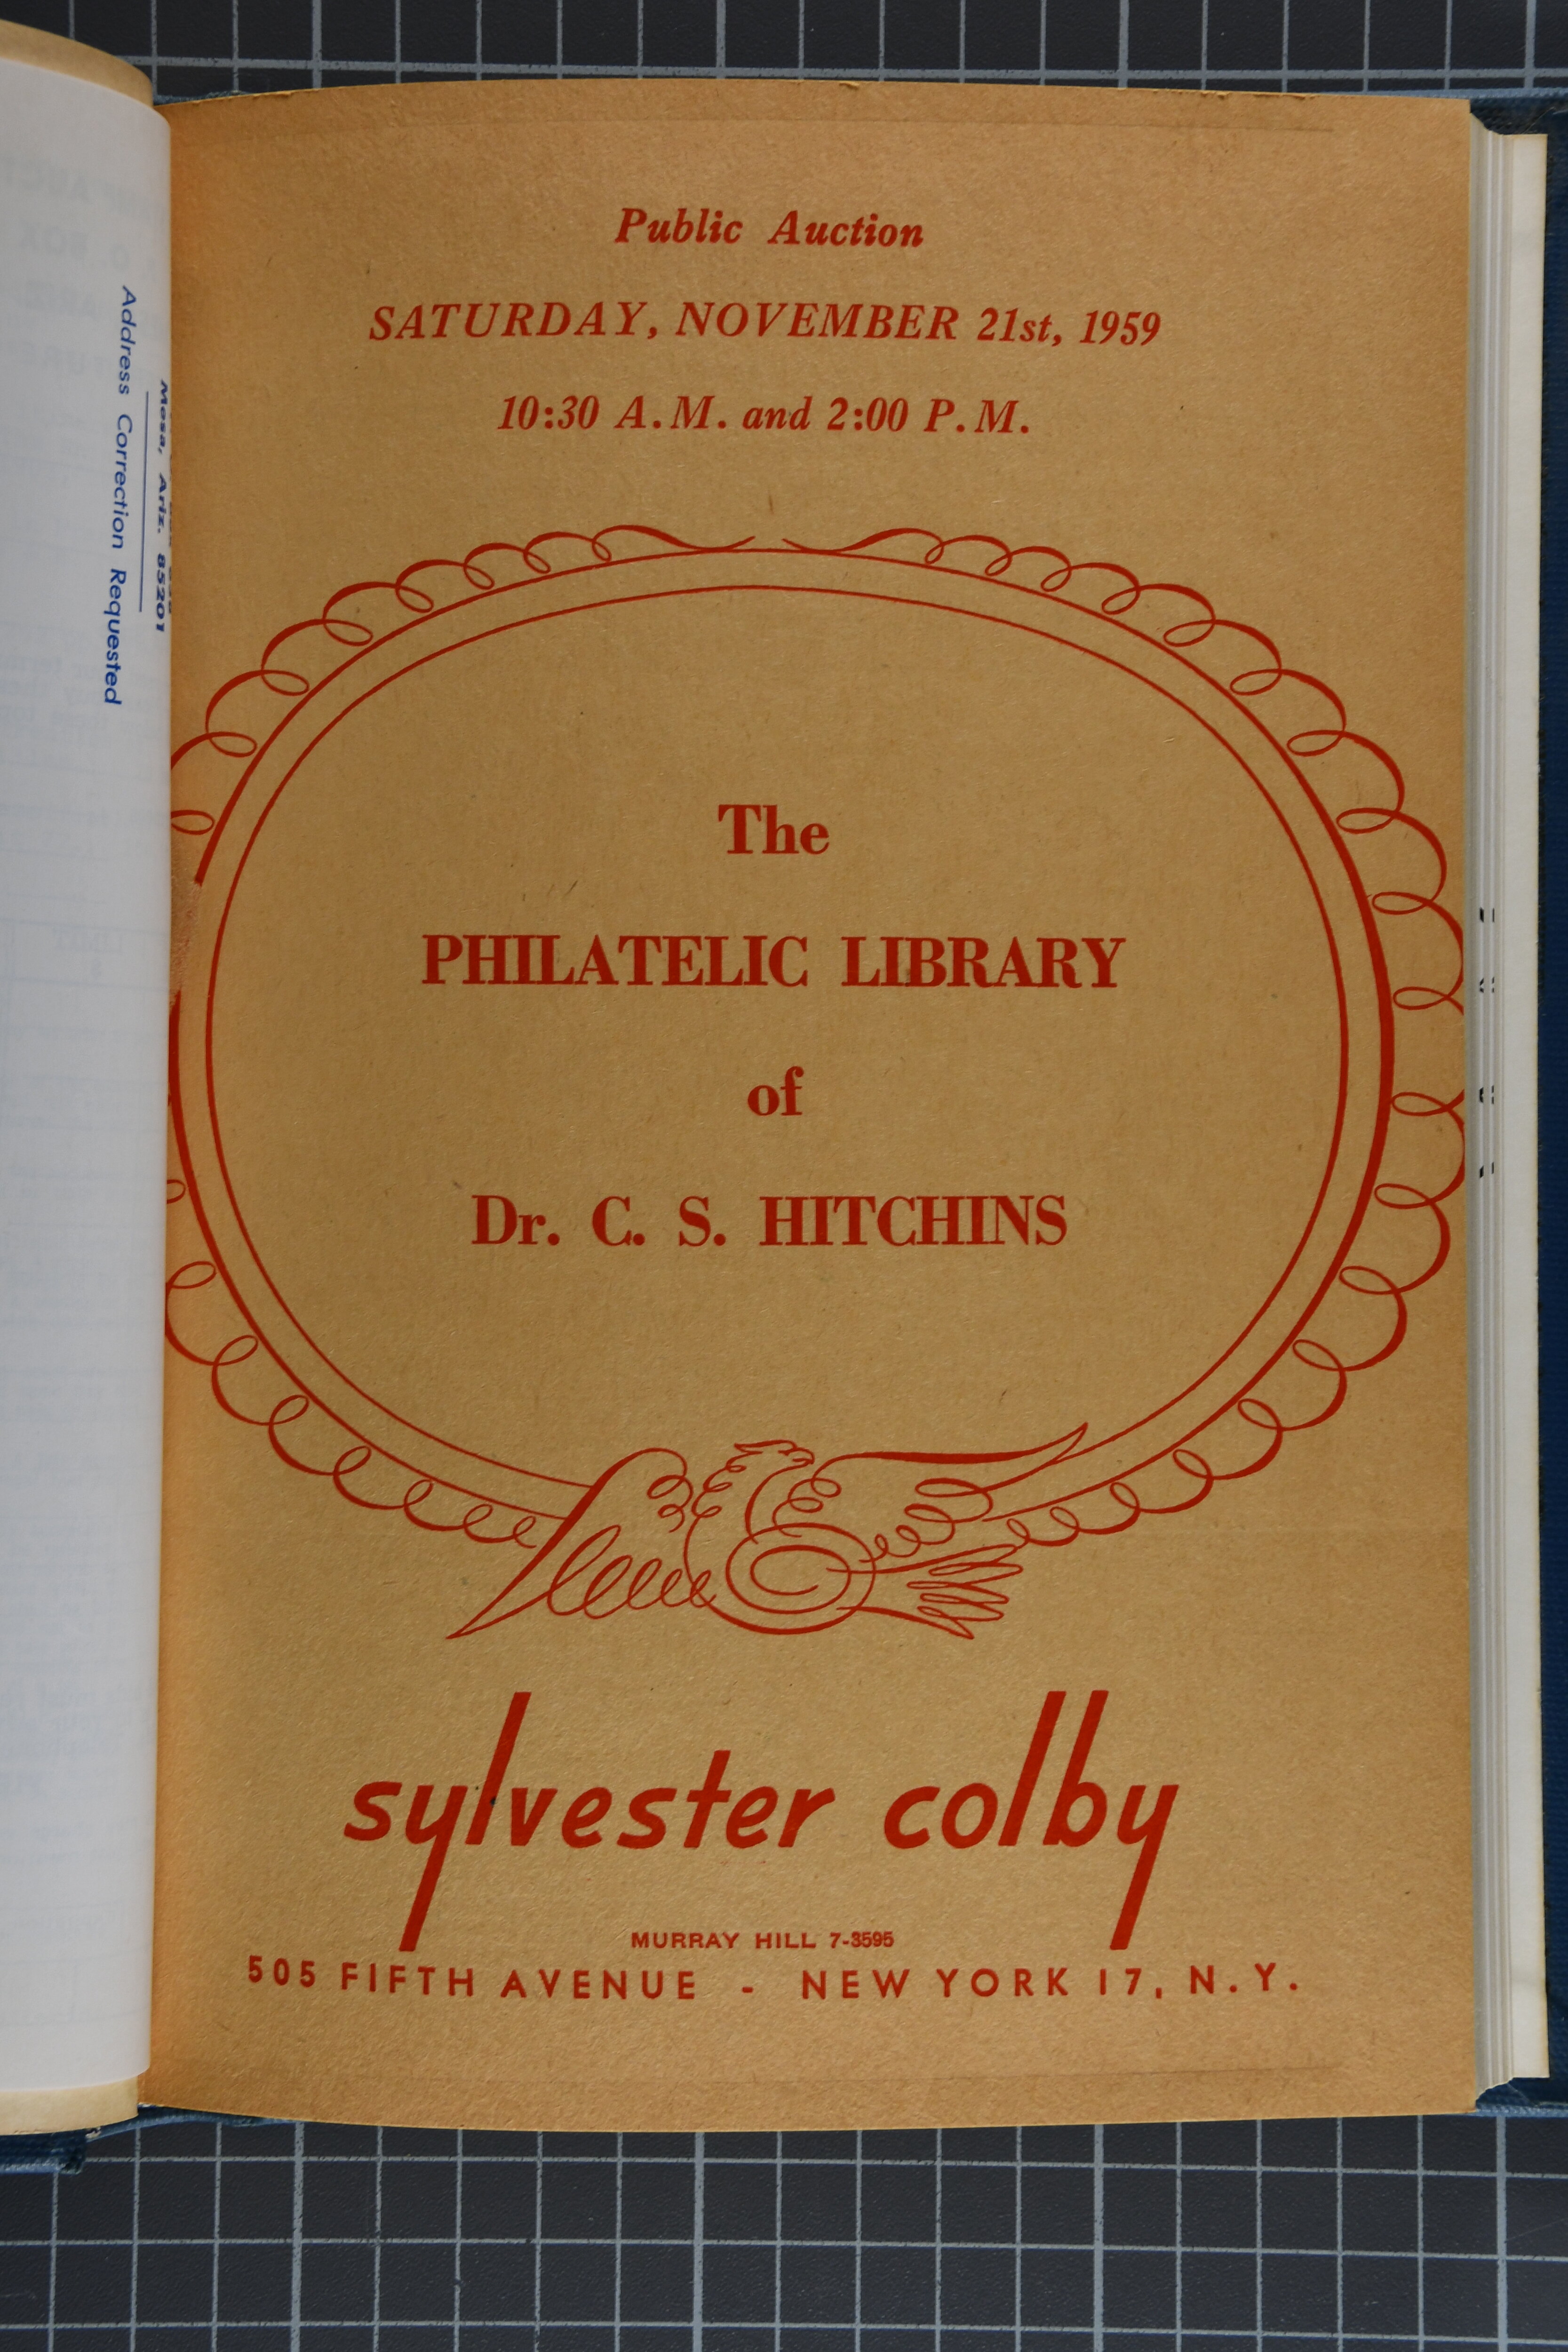 Public Auction
SATURDAY, NOVEMBER 21st, 1959
10:30 A.M. and 2:00 P.M.
The
PHILATELIC LIBRARY
of
Dr. C. S. HITCHINS
sylvester colby
MURRAY HILL 7-3595
505 FIFTH AVENUE - NEW YORK 17, N.Y.
Mesa, Ariz. 85201
Address Correction Requested